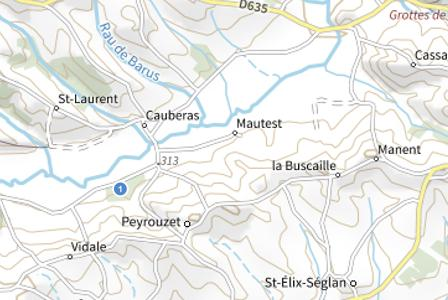 D635
Grottes de
Rau de Barus
Cassa
St-Laurent
Cauberas
Mautest
313
Manent
la Buscaille
1
Peyrouzet
Vidale
St-Élix-Séglan